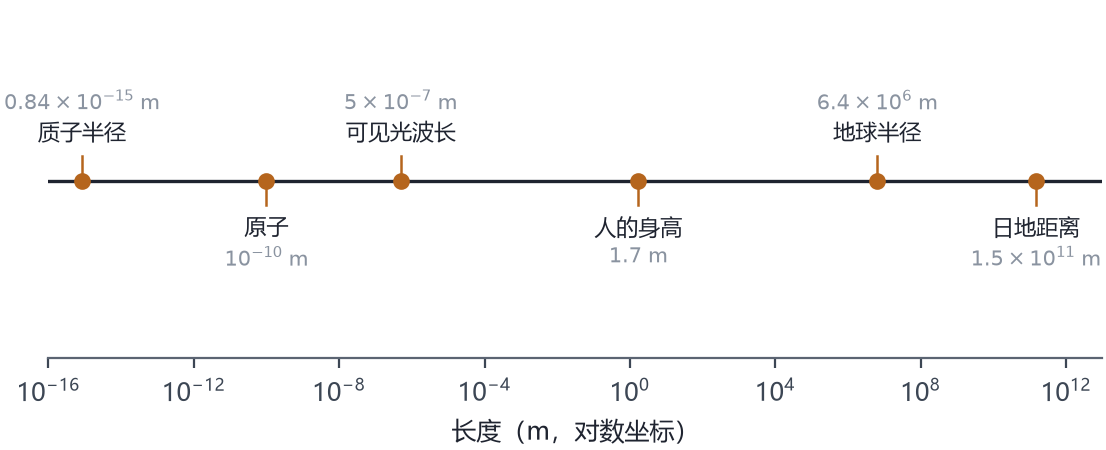 0.84 × 10⁻¹⁵ m
质子半径
5 × 10⁻⁷ m
可见光波长
6.4 × 10⁶ m
地球半径
原子
10⁻¹⁰ m
人的身高
1.7 m
日地距离
1.5 × 10¹¹ m
10⁻¹⁶ 10⁻¹² 10⁻⁸ 10⁻⁴ 10⁰ 10⁴ 10⁸ 10¹²
长度（m，对数坐标）